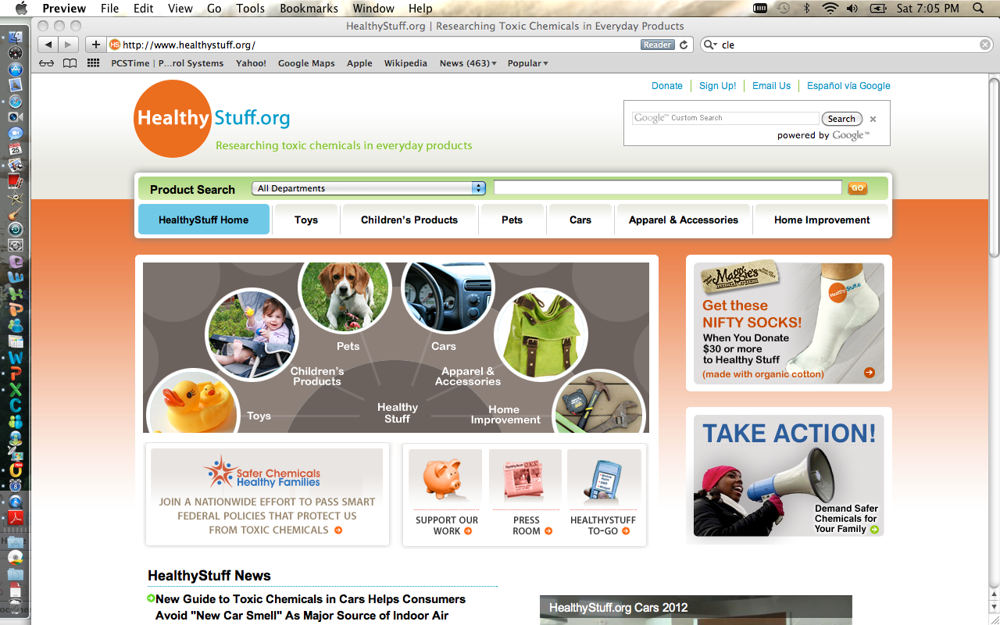 Preview File Edit View Go Tools Bookmarks Window Help Sat 7:05 PM
HealthyStuff.org | Researching Toxic Chemicals in Everyday Products
HS http://www.healthystuff.org/ Reader cle
PCSTime | P...rol Systems Yahoo! Google Maps Apple Wikipedia News (463) Popular
Donate Sign Up! Email Us Español vía Google
Healthy Stuff.org
Google™ Custom Search Search
powered by Google™
Researching toxic chemicals in everyday products
Product Search All Departments GO
HealthyStuff Home Toys Children's Products Pets Cars Apparel & Accessories Home Improvement
Pets
Cars
Children's
Products
Apparel &
Accessories
Toys
Healthy
Stuff
Home
Improvement
Maggie's
HealthyStuff.o
Get these
NIFTY SOCKS!
When You Donate
$30 or more
to Healthy Stuff
(made with organic cotton)
TAKE ACTION!
Demand Safer
Chemicals for
Your Family
Safer Chemicals
Healthy Families
JOIN A NATIONWIDE EFFORT TO PASS SMART
FEDERAL POLICIES THAT PROTECT US
FROM TOXIC CHEMICALS
SUPPORT OUR
WORK
PRESS
ROOM
HEALTHYSTUFF
TO-GO
HealthyStuff News
New Guide to Toxic Chemicals in Cars Helps Consumers
Avoid "New Car Smell" As Major Source of Indoor Air
HealthyStuff.org Cars 2012